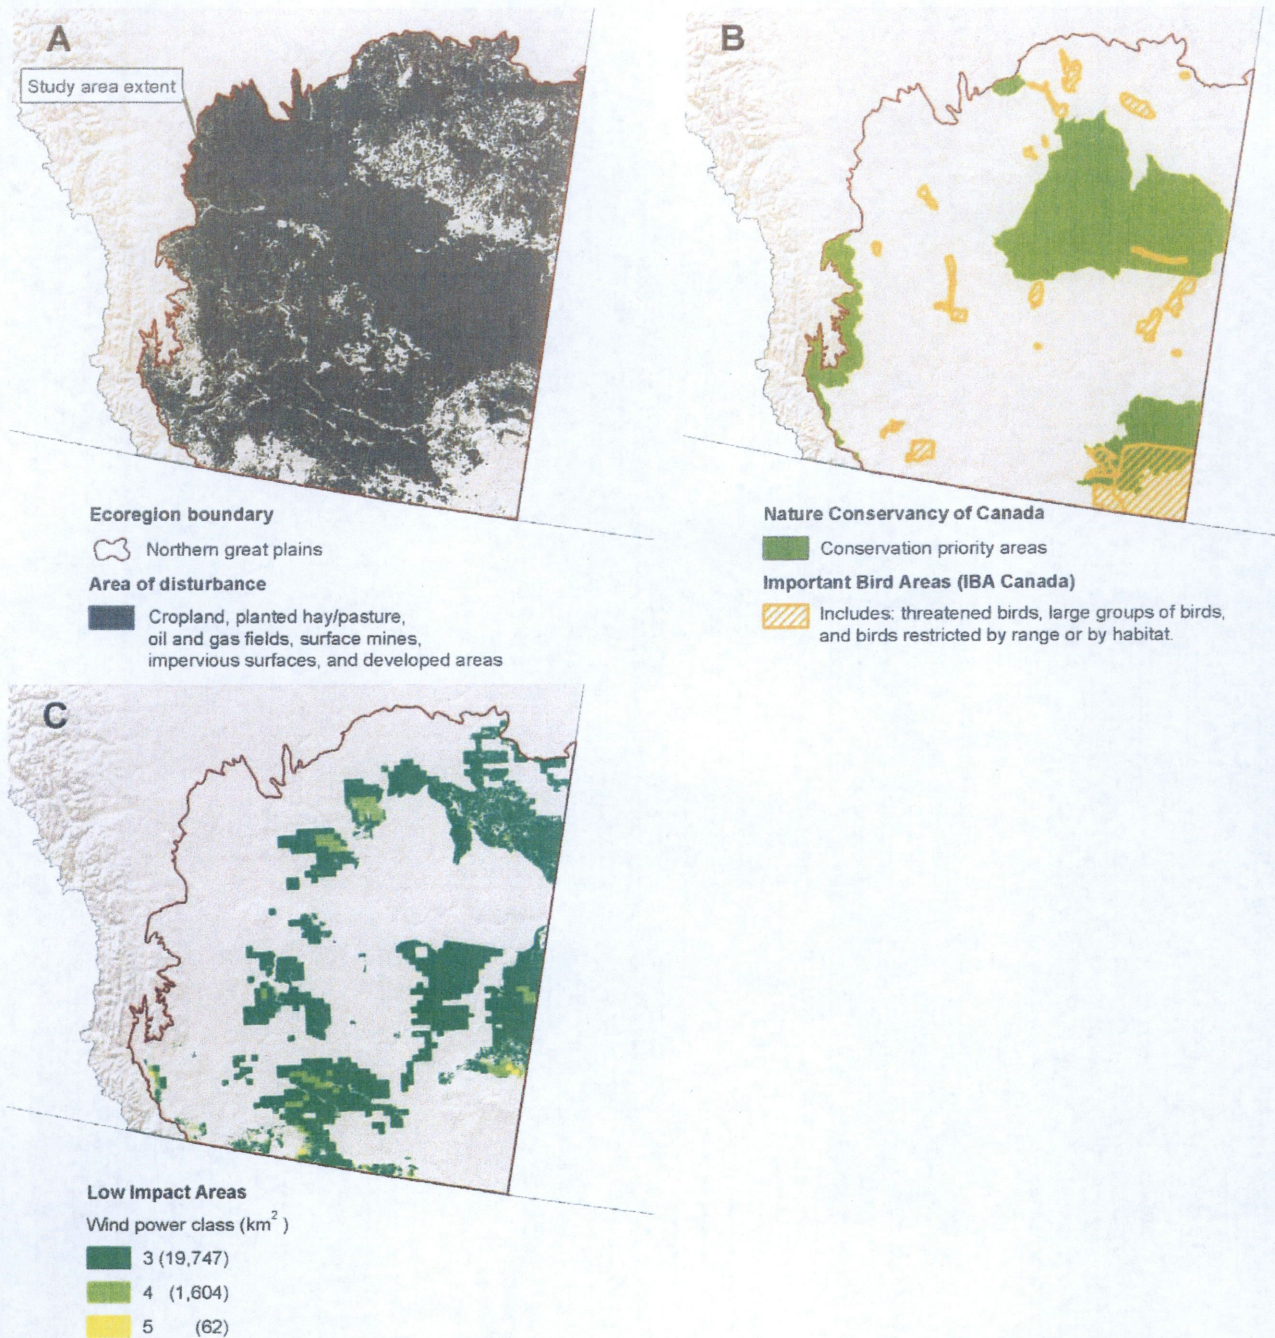 A
Study area extent
Ecoregion boundary
Northern great plains
Area of disturbance
Cropland, planted hay/pasture,
oil and gas fields, surface mines,
impervious surfaces, and developed areas
B
Nature Conservancy of Canada
Conservation priority areas
Important Bird Areas (IBA Canada)
Includes: threatened birds, large groups of birds,
and birds restricted by range or by habitat.
C
Low Impact Areas
Wind power class (km²)
3 (19,747)
4 (1,604)
5 (62)